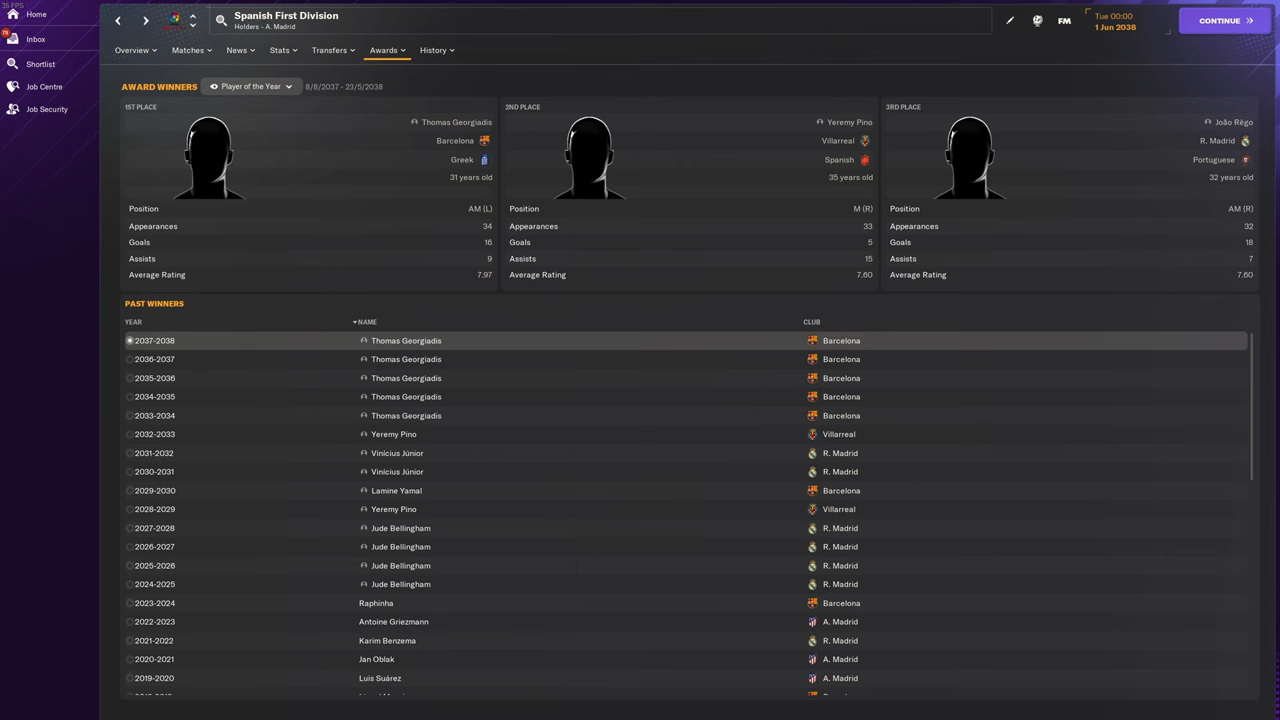 35 FPS
Home
76
Inbox
Shortlist
Job Centre
Job Security
Spanish First Division
Holders - A. Madrid
FM
Tue 00:00
1 Jun 2038
CONTINUE
Overview Matches News Stats Transfers Awards History
AWARD WINNERS Player of the Year 8/8/2037 - 23/5/2038
1ST PLACE
Thomas Georgiadis
Barcelona
Greek
31 years old
Position AM (L)
Appearances 34
Goals 16
Assists 9
Average Rating 7.97
2ND PLACE
Yeremy Pino
Villarreal
Spanish
35 years old
Position M (R)
Appearances 33
Goals 5
Assists 15
Average Rating 7.60
3RD PLACE
João Rêgo
R. Madrid
Portuguese
32 years old
Position AM (R)
Appearances 32
Goals 18
Assists 7
Average Rating 7.60
PAST WINNERS
YEAR NAME CLUB
2037-2038 Thomas Georgiadis Barcelona
2036-2037 Thomas Georgiadis Barcelona
2035-2036 Thomas Georgiadis Barcelona
2034-2035 Thomas Georgiadis Barcelona
2033-2034 Thomas Georgiadis Barcelona
2032-2033 Yeremy Pino Villarreal
2031-2032 Vinícius Júnior R. Madrid
2030-2031 Vinícius Júnior R. Madrid
2029-2030 Lamine Yamal Barcelona
2028-2029 Yeremy Pino Villarreal
2027-2028 Jude Bellingham R. Madrid
2026-2027 Jude Bellingham R. Madrid
2025-2026 Jude Bellingham R. Madrid
2024-2025 Jude Bellingham R. Madrid
2023-2024 Raphinha Barcelona
2022-2023 Antoine Griezmann A. Madrid
2021-2022 Karim Benzema R. Madrid
2020-2021 Jan Oblak A. Madrid
2019-2020 Luis Suárez A. Madrid